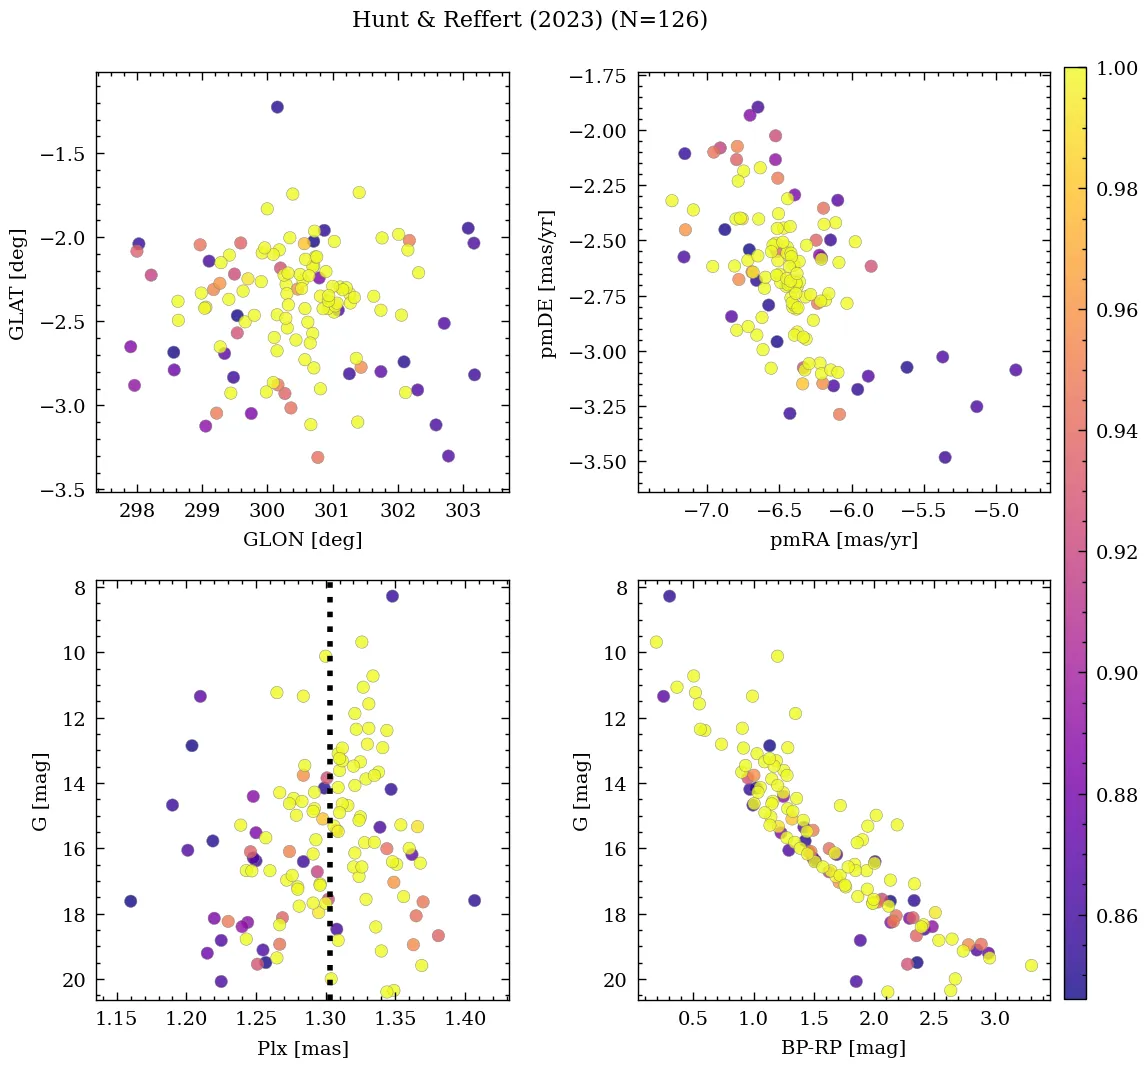 Hunt & Reffert (2023) (N=126)
−1.5
−2.0
−2.5
−3.0
−3.5
GLAT [deg]
298 299 300 301 302 303
GLON [deg]
−1.75
−2.00
−2.25
−2.50
−2.75
−3.00
−3.25
−3.50
pmDE [mas/yr]
−7.0 −6.5 −6.0 −5.5 −5.0
pmRA [mas/yr]
8
10
12
14
16
18
20
G [mag]
1.15 1.20 1.25 1.30 1.35 1.40
Plx [mas]
8
10
12
14
16
18
20
G [mag]
0.5 1.0 1.5 2.0 2.5 3.0
BP-RP [mag]
1.00
0.98
0.96
0.94
0.92
0.90
0.88
0.86